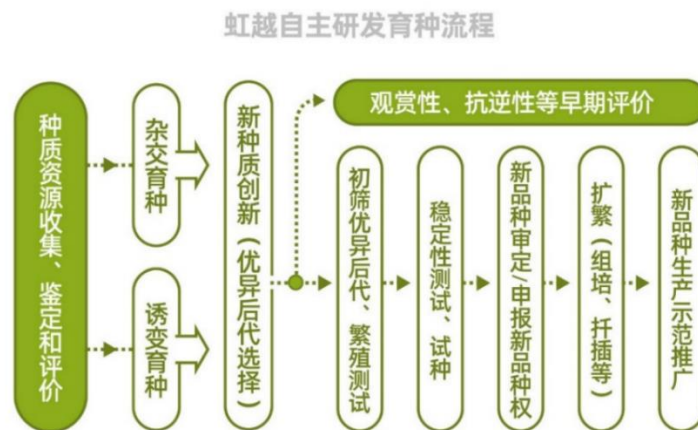 虹越自主研发育种流程
种质资源收集、鉴定和评价
杂交育种
诱变育种
新种质创新（优异后代选择）
观赏性、抗逆性等早期评价
初筛优异后代、繁殖测试
稳定性测试、试种
新品种审定/申报新品种权
扩繁（组培、扦插等）
新品种生产示范推广